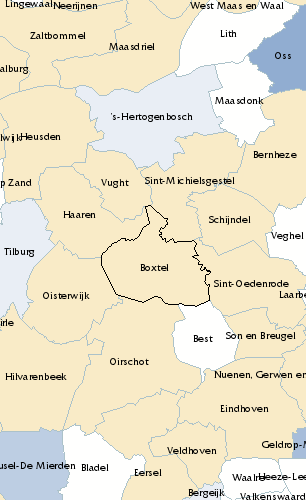 Lingewaal
Neerijnen
West Maas en Waal
Zaltbommel
Lith
Maasdriel
Oss
alburg
Maasdonk
's-Hertogenbosch
lwijk
Heusden
Bernheze
p Zand
Vught
Sint-Michielsgestel
Haaren
Schijndel
Veghel
Tilburg
Boxtel
Sint-Oedenrode
Oisterwijk
Laarbe
irle
Best
Son en Breugel
Oirschot
Hilvarenbeek
Nuenen, Gerwen en
Eindhoven
Geldrop-M
Veldhoven
usel-De Mierden
Bladel
Eersel
Waalre
Heeze-Lee
Bergeijk
Valkenswaard